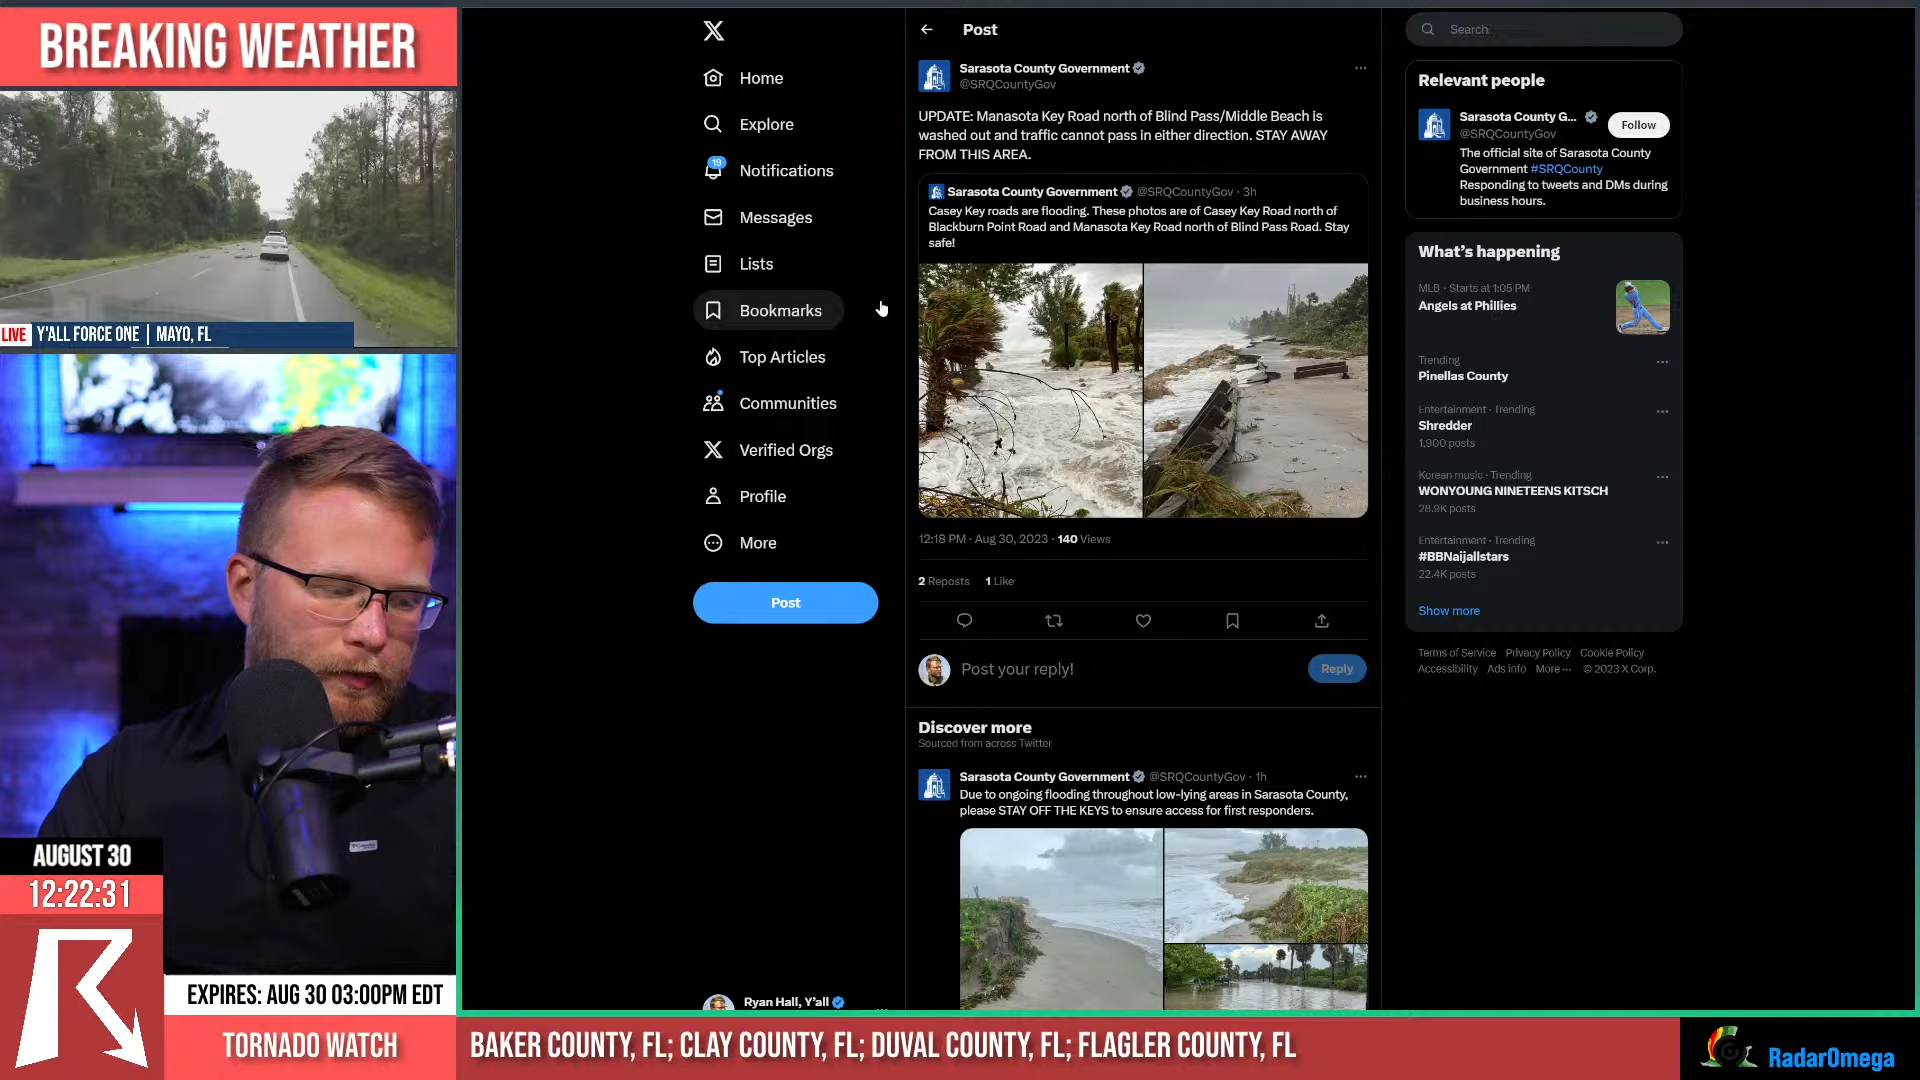 BREAKING WEATHER
LIVE Y'ALL FORCE ONE | MAYO, FL
AUGUST 30
12:22:31
EXPIRES: AUG 30 03:00PM EDT
TORNADO WATCH
BAKER COUNTY, FL; CLAY COUNTY, FL; DUVAL COUNTY, FL; FLAGLER COUNTY, FL
RadarOmega
Home
Explore
19
Notifications
Messages
Lists
Bookmarks
Top Articles
Communities
Verified Orgs
Profile
More
Post
Ryan Hall, Y'all
Post
Sarasota County Government
@SRQCountyGov
UPDATE: Manasota Key Road north of Blind Pass/Middle Beach is
washed out and traffic cannot pass in either direction. STAY AWAY
FROM THIS AREA.
Sarasota County Government @SRQCountyGov · 3h
Casey Key roads are flooding. These photos are of Casey Key Road north of
Blackburn Point Road and Manasota Key Road north of Blind Pass Road. Stay
safe!
12:18 PM · Aug 30, 2023 · 140 Views
2 Reposts 1 Like
Post your reply!
Reply
Discover more
Sourced from across Twitter
Sarasota County Government @SRQCountyGov · 1h
Due to ongoing flooding throughout low-lying areas in Sarasota County,
please STAY OFF THE KEYS to ensure access for first responders.
Search
Relevant people
Sarasota County G...
@SRQCountyGov
Follow
The official site of Sarasota County
Government #SRQCounty
Responding to tweets and DMs during
business hours.
What's happening
MLB · Starts at 1:05 PM
Angels at Phillies
Trending
Pinellas County
Entertainment · Trending
Shredder
1,900 posts
Korean music · Trending
WONYOUNG NINETEENS KITSCH
28.9K posts
Entertainment · Trending
#BBNaijallstars
22.4K posts
Show more
Terms of Service Privacy Policy Cookie Policy
Accessibility Ads info More ··· © 2023 X Corp.